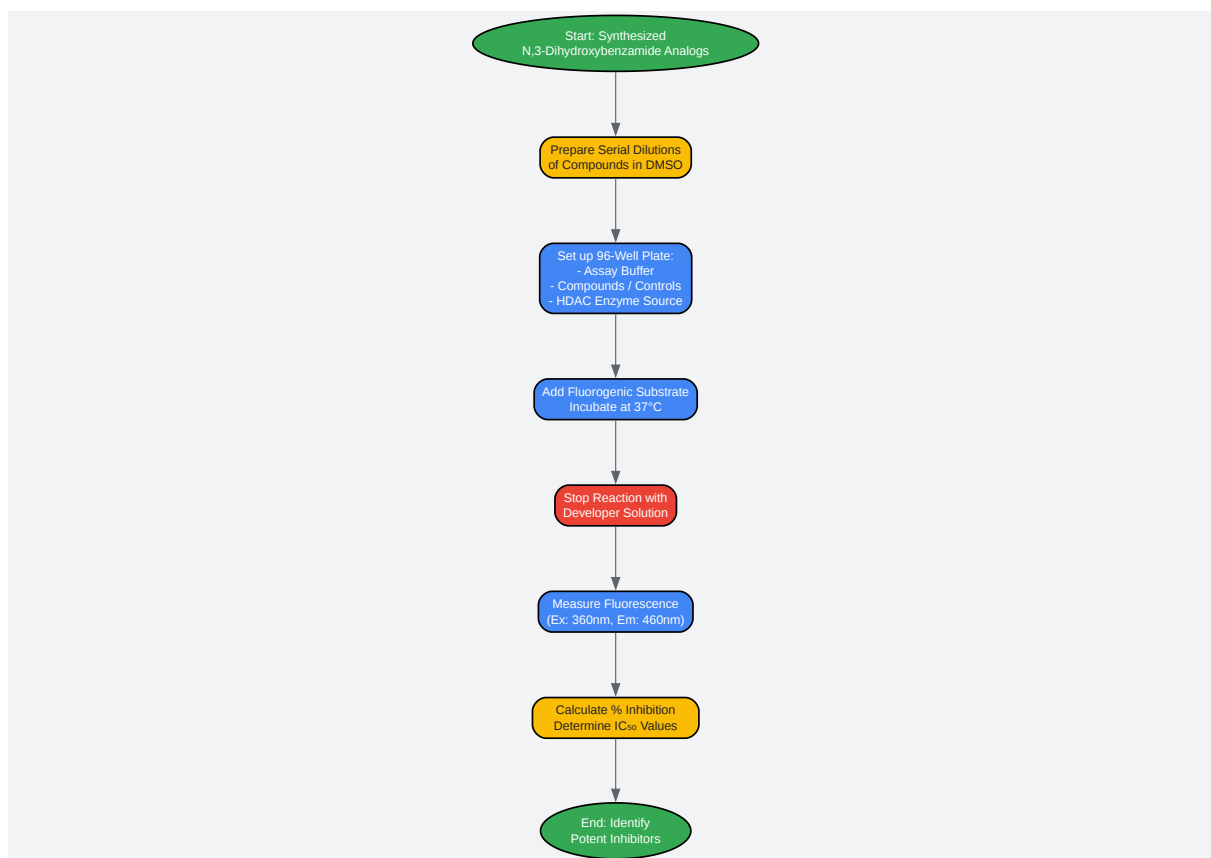 Start: Synthesized
N,3-Dihydroxybenzamide Analogs
Prepare Serial Dilutions
of Compounds in DMSO
Set up 96-Well Plate:
- Assay Buffer
- Compounds / Controls
- HDAC Enzyme Source
Add Fluorogenic Substrate
Incubate at 37°C
Stop Reaction with
Developer Solution
Measure Fluorescence
(Ex: 360nm, Em: 460nm)
Calculate % Inhibition
Determine IC₅₀ Values
End: Identify
Potent Inhibitors